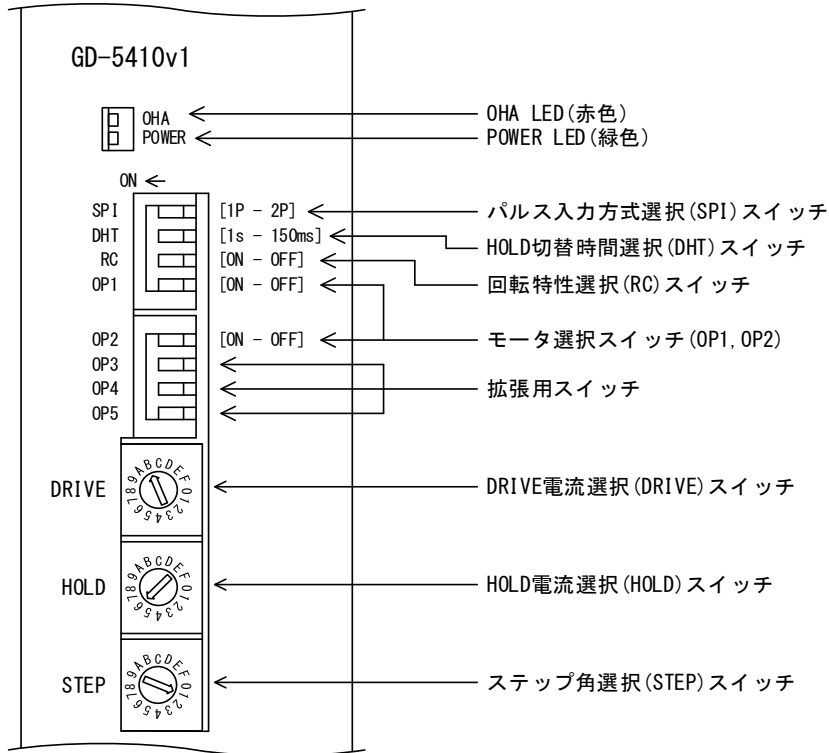 GD-5410v1
OHA OHA LED(赤色)
POWER POWER LED(緑色)
ON
SPI [1P - 2P] パルス入力方式選択(SPI)スイッチ
DHT [1s - 150ms] HOLD切替時間選択(DHT)スイッチ
RC [ON - OFF] 回転特性選択(RC)スイッチ
OP1 [ON - OFF]
OP2 [ON - OFF] モータ選択スイッチ(OP1,OP2)
OP3
OP4 拡張用スイッチ
OP5
DRIVE 0123456789ABCDEF DRIVE電流選択(DRIVE)スイッチ
HOLD 0123456789ABCDEF HOLD電流選択(HOLD)スイッチ
STEP 0123456789ABCDEF ステップ角選択(STEP)スイッチ